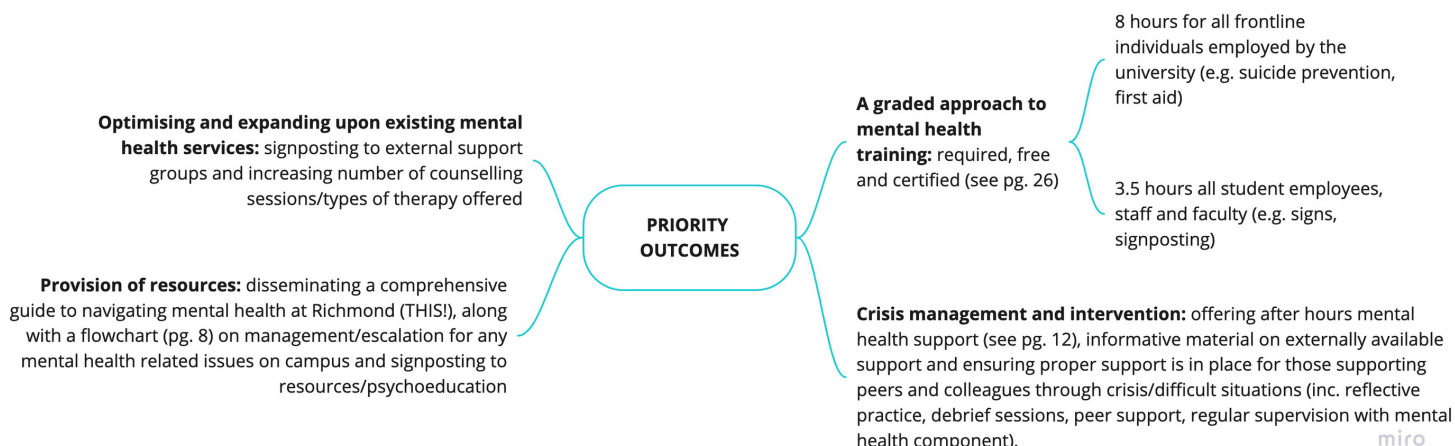 Optimising and expanding upon existing mental
health services: signposting to external support
groups and increasing number of counselling
sessions/types of therapy offered
Provision of resources: disseminating a comprehensive
guide to navigating mental health at Richmond (THIS!), along
with a flowchart (pg. 8) on management/escalation for any
mental health related issues on campus and signposting to
resources/psychoeducation
PRIORITY
OUTCOMES
A graded approach to
mental health
training: required, free
and certified (see pg. 26)
8 hours for all frontline
individuals employed by the
university (e.g. suicide prevention,
first aid)
3.5 hours all student employees,
staff and faculty (e.g. signs,
signposting)
Crisis management and intervention: offering after hours mental
health support (see pg. 12), informative material on externally available
support and ensuring proper support is in place for those supporting
peers and colleagues through crisis/difficult situations (inc. reflective
practice, debrief sessions, peer support, regular supervision with mental
health component).
miro